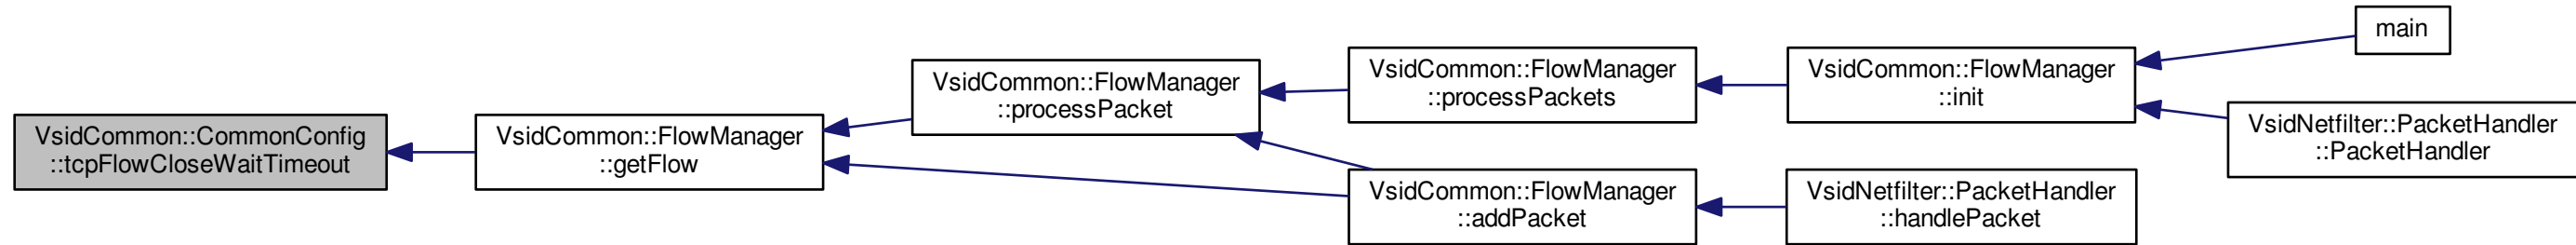 VsidCommon::CommonConfig
::tcpFlowCloseWaitTimeout
VsidCommon::FlowManager
::getFlow
VsidCommon::FlowManager
::processPacket
VsidCommon::FlowManager
::processPackets
VsidCommon::FlowManager
::init
main
VsidNetfilter::PacketHandler
::PacketHandler
VsidCommon::FlowManager
::addPacket
VsidNetfilter::PacketHandler
::handlePacket